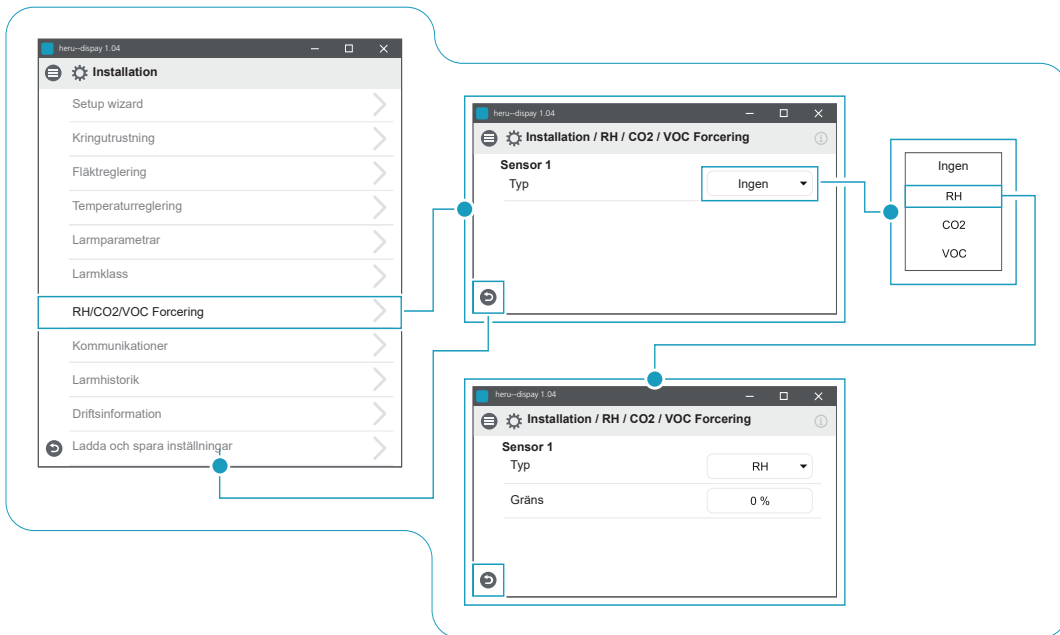 heru--dispay 1.04
Installation
Setup wizard
Kringutrustning
Fläktreglering
Temperaturreglering
Larmparametrar
Larmklass
RH/CO2/VOC Forcering
Kommunikationer
Larmhistorik
Driftsinformation
Ladda och spara inställningar
heru--dispay 1.04
Installation / RH / CO2 / VOC Forcering
Sensor 1
Typ Ingen
Ingen
RH
CO2
VOC
heru--dispay 1.04
Installation / RH / CO2 / VOC Forcering
Sensor 1
Typ RH
Gräns 0 %